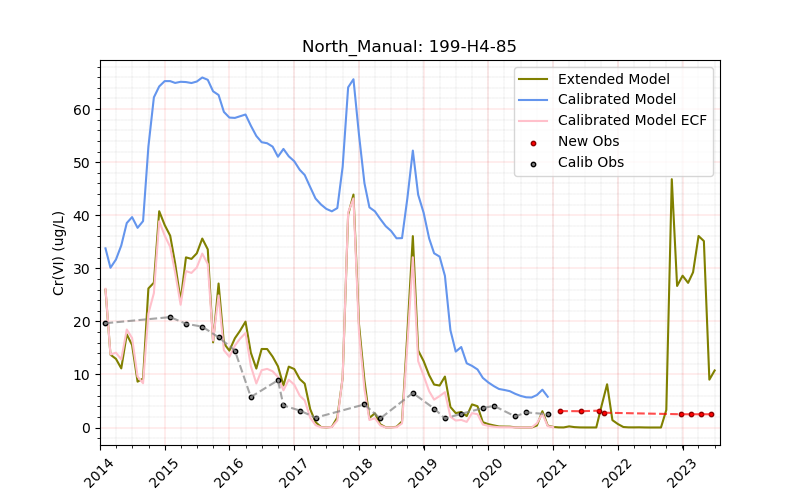 North_Manual: 199-H4-85
Extended Model
Calibrated Model
Calibrated Model ECF
New Obs
Calib Obs
Cr(VI) (ug/L)
60
50
40
30
20
10
0
2014 2015 2016 2017 2018 2019 2020 2021 2022 2023